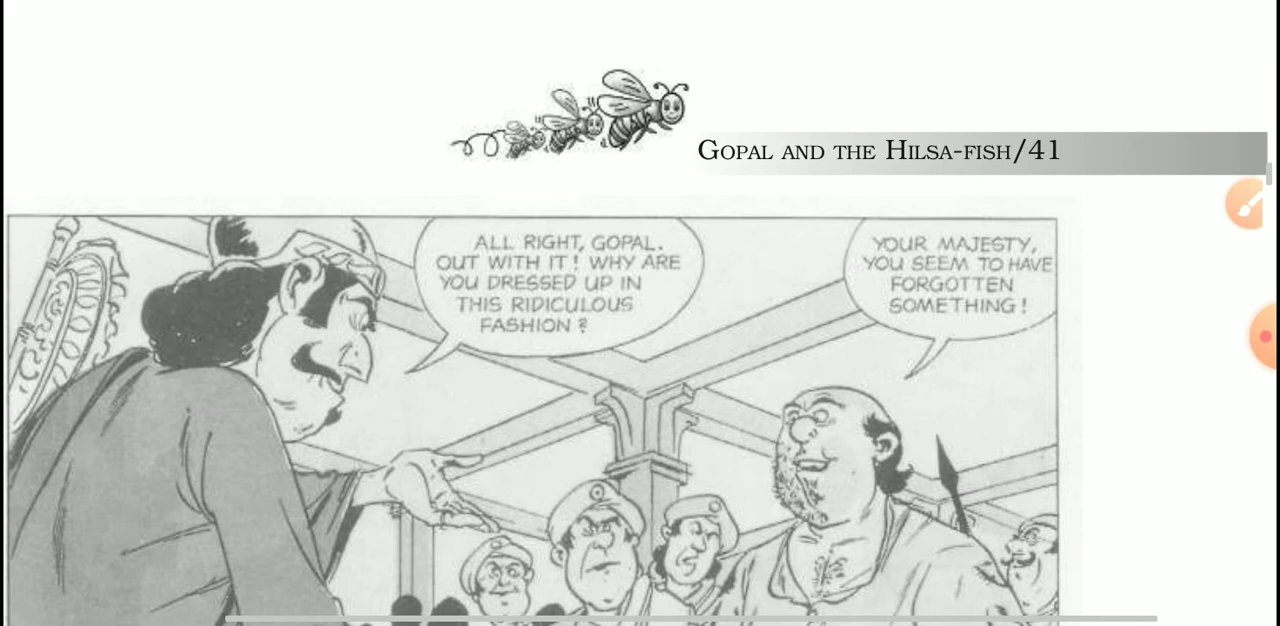 Gopal and the Hilsa-fish/41
ALL RIGHT, GOPAL.
OUT WITH IT! WHY ARE
YOU DRESSED UP IN
THIS RIDICULOUS
FASHION?
YOUR MAJESTY,
YOU SEEM TO HAVE
FORGOTTEN
SOMETHING!